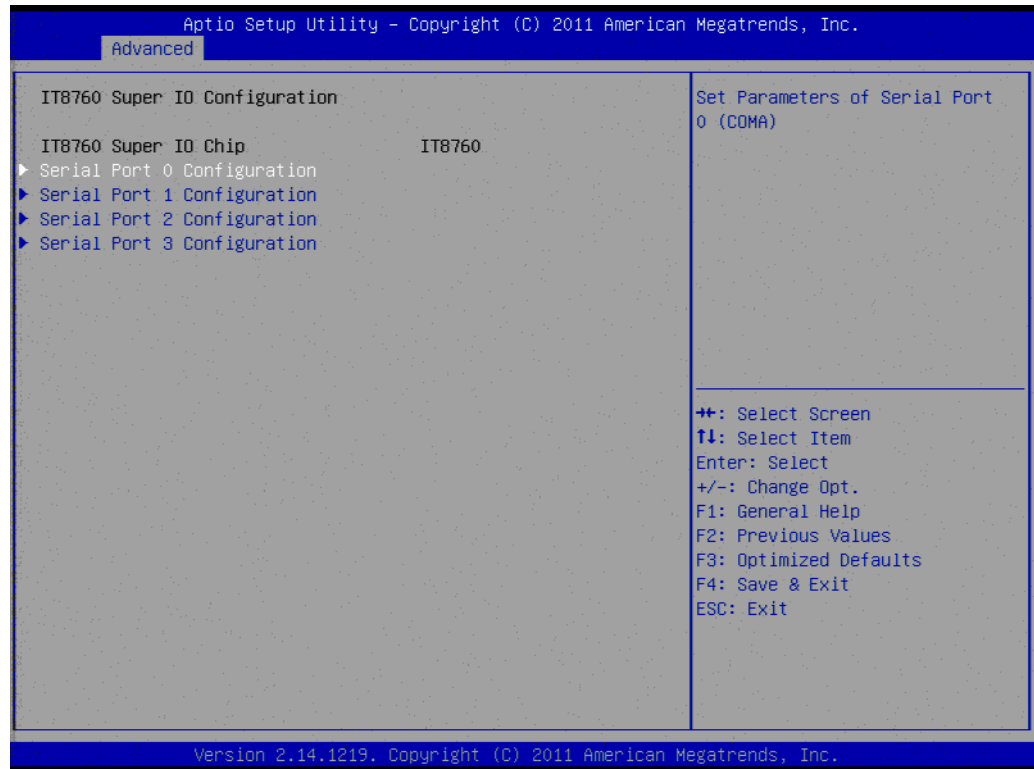 Aptio Setup Utility – Copyright (C) 2011 American Megatrends, Inc.
Advanced
IT8760 Super IO Configuration
IT8760 Super IO Chip IT8760
▶ Serial Port 0 Configuration
▶ Serial Port 1 Configuration
▶ Serial Port 2 Configuration
▶ Serial Port 3 Configuration
Set Parameters of Serial Port
0 (COMA)
→←: Select Screen
↑↓: Select Item
Enter: Select
+/-: Change Opt.
F1: General Help
F2: Previous Values
F3: Optimized Defaults
F4: Save & Exit
ESC: Exit
Version 2.14.1219. Copyright (C) 2011 American Megatrends, Inc.